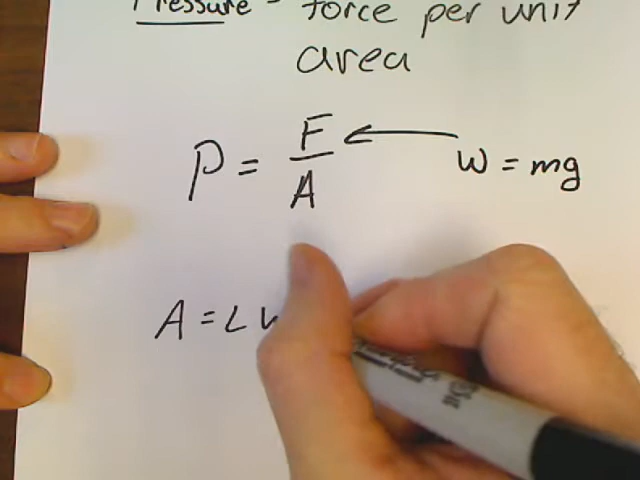 Pressure - force per unit
area
P = F/A ← W = mg
A = L